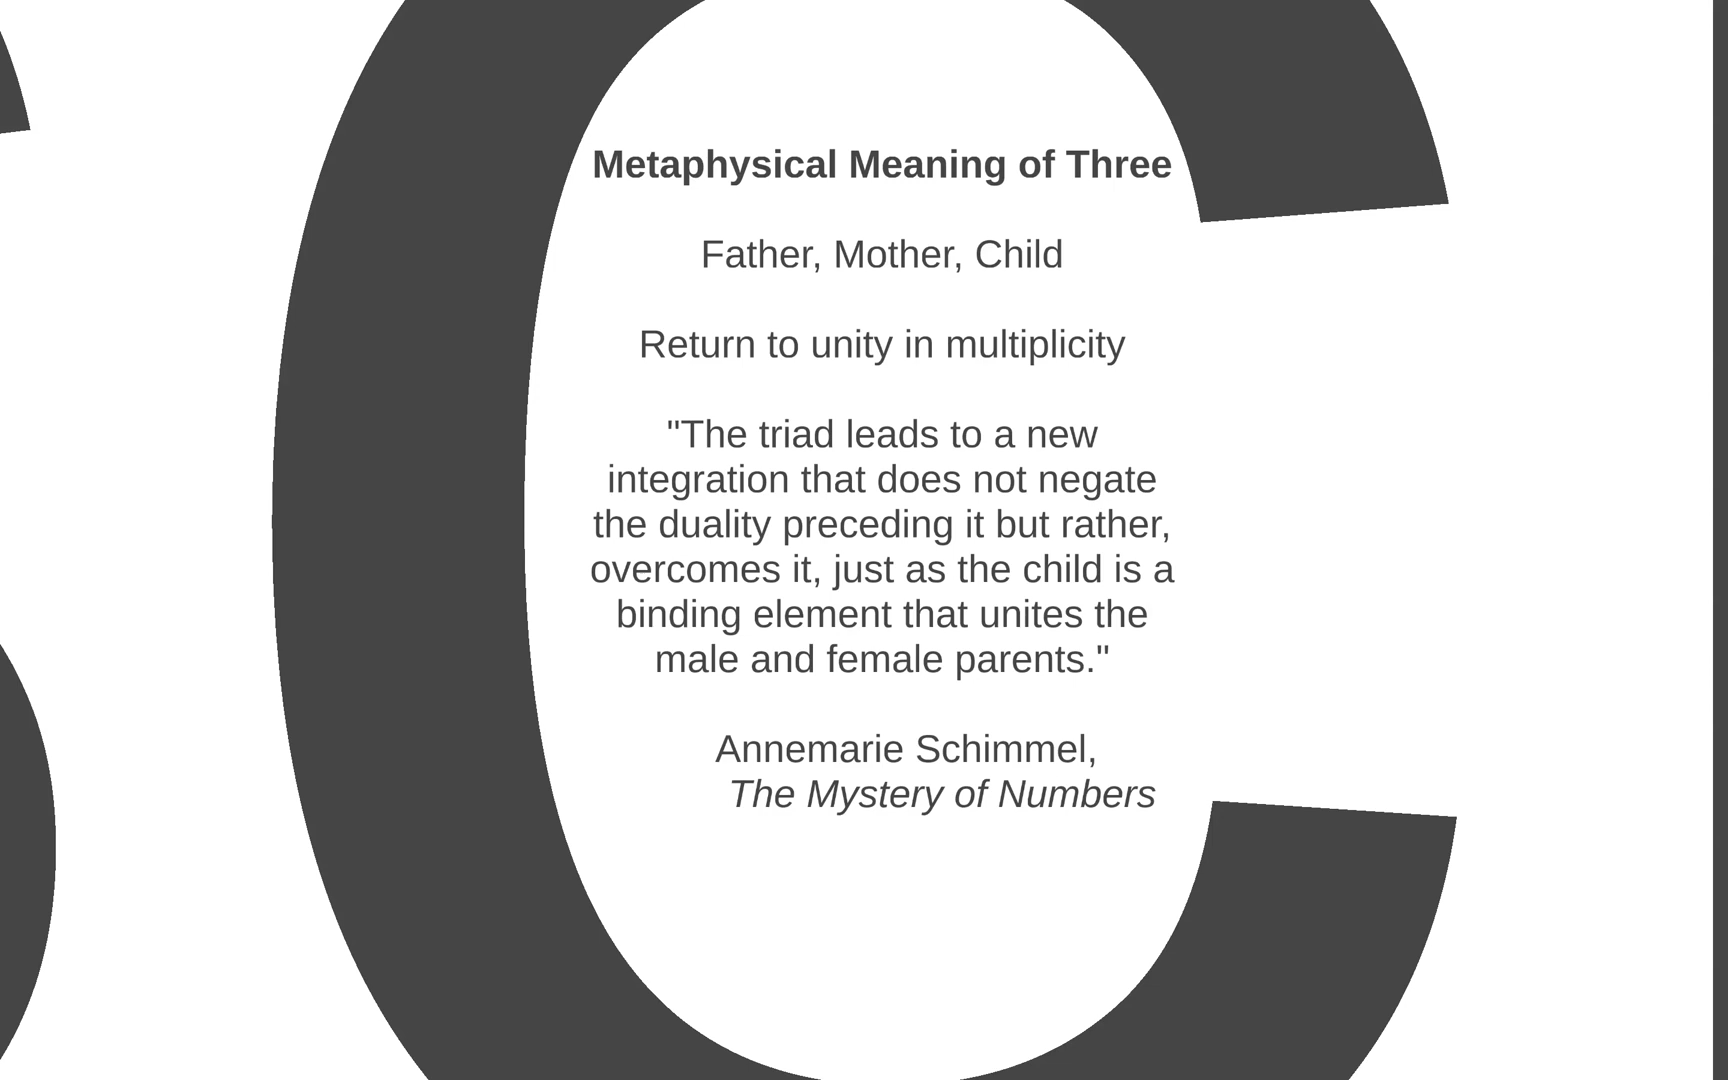 Metaphysical Meaning of Three
Father, Mother, Child
Return to unity in multiplicity
"The triad leads to a new
integration that does not negate
the duality preceding it but rather,
overcomes it, just as the child is a
binding element that unites the
male and female parents."
Annemarie Schimmel,
The Mystery of Numbers
C